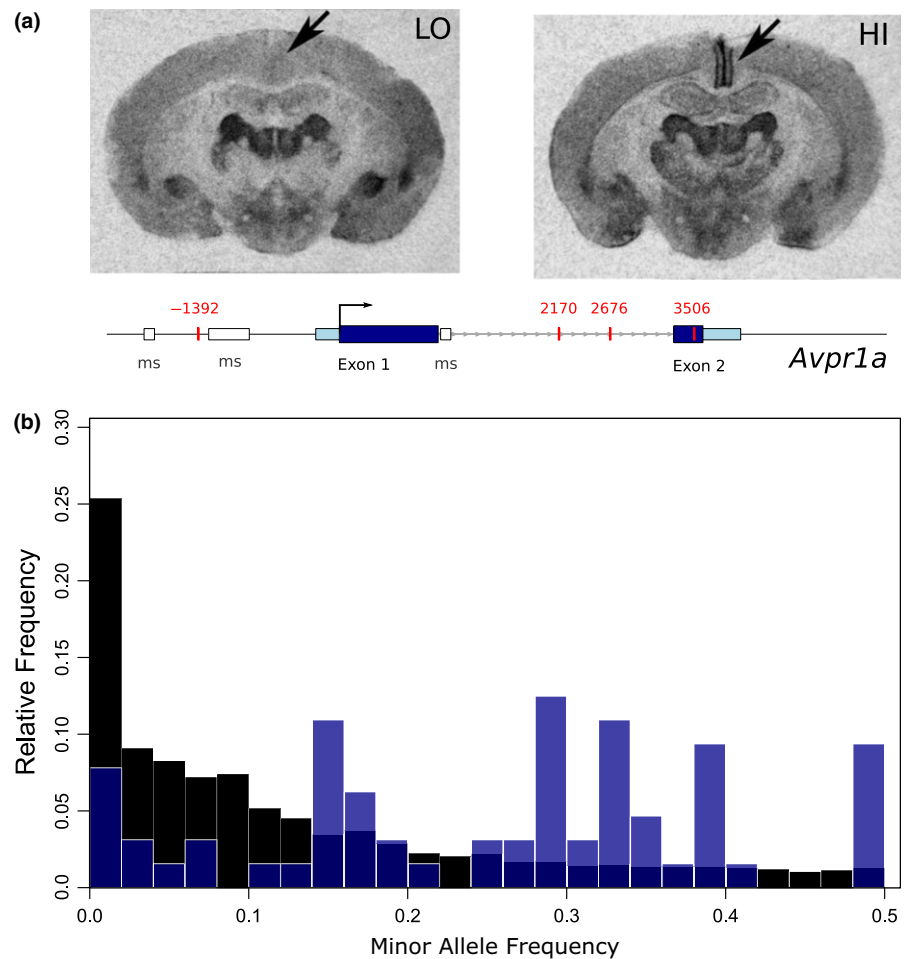 (a)
LO
HI
−1392
2170
2676
3506
ms
ms
Exon 1
ms
Exon 2
Avpr1a
(b)
Relative Frequency
0.30
0.25
0.20
0.15
0.10
0.05
0.0
0.0
0.1
0.2
0.3
0.4
0.5
Minor Allele Frequency